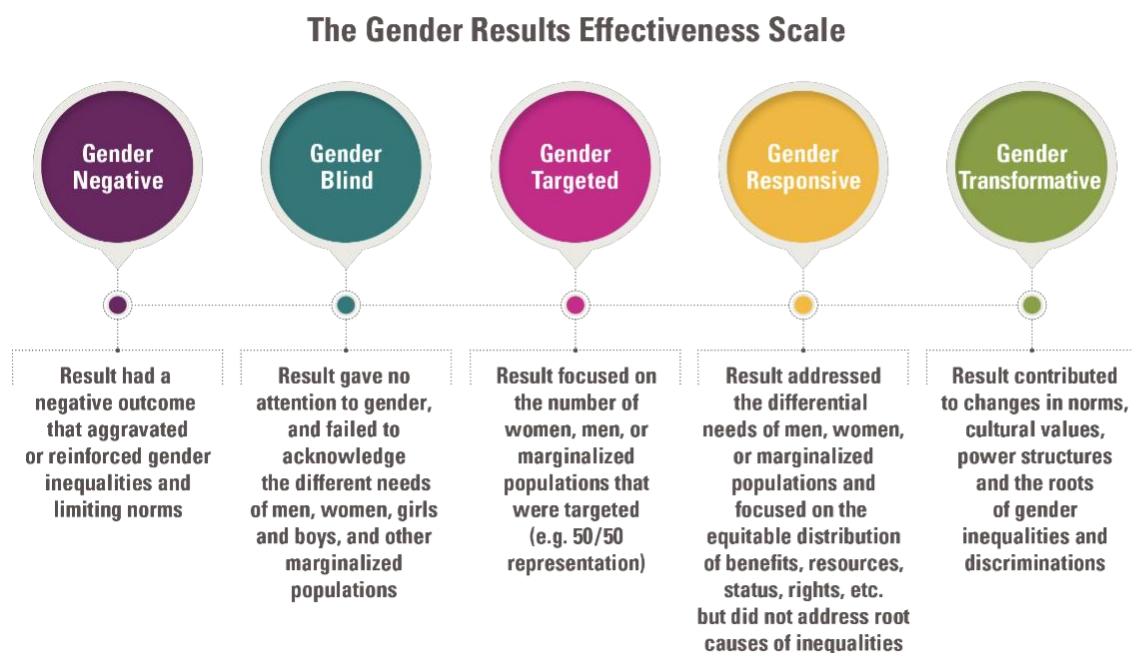 The Gender Results Effectiveness Scale
Gender
Negative
Gender
Blind
Gender
Targeted
Gender
Responsive
Gender
Transformative
Result had a
negative outcome
that aggravated
or reinforced gender
inequalities and
limiting norms
Result gave no
attention to gender,
and failed to
acknowledge
the different needs
of men, women, girls
and boys, and other
marginalized
populations
Result focused on
the number of
women, men, or
marginalized
populations that
were targeted
(e.g. 50/50
representation)
Result addressed
the differential
needs of men, women,
or marginalized
populations and
focused on the
equitable distribution
of benefits, resources,
status, rights, etc.
but did not address root
causes of inequalities
Result contributed
to changes in norms,
cultural values,
power structures
and the roots
of gender
inequalities and
discriminations